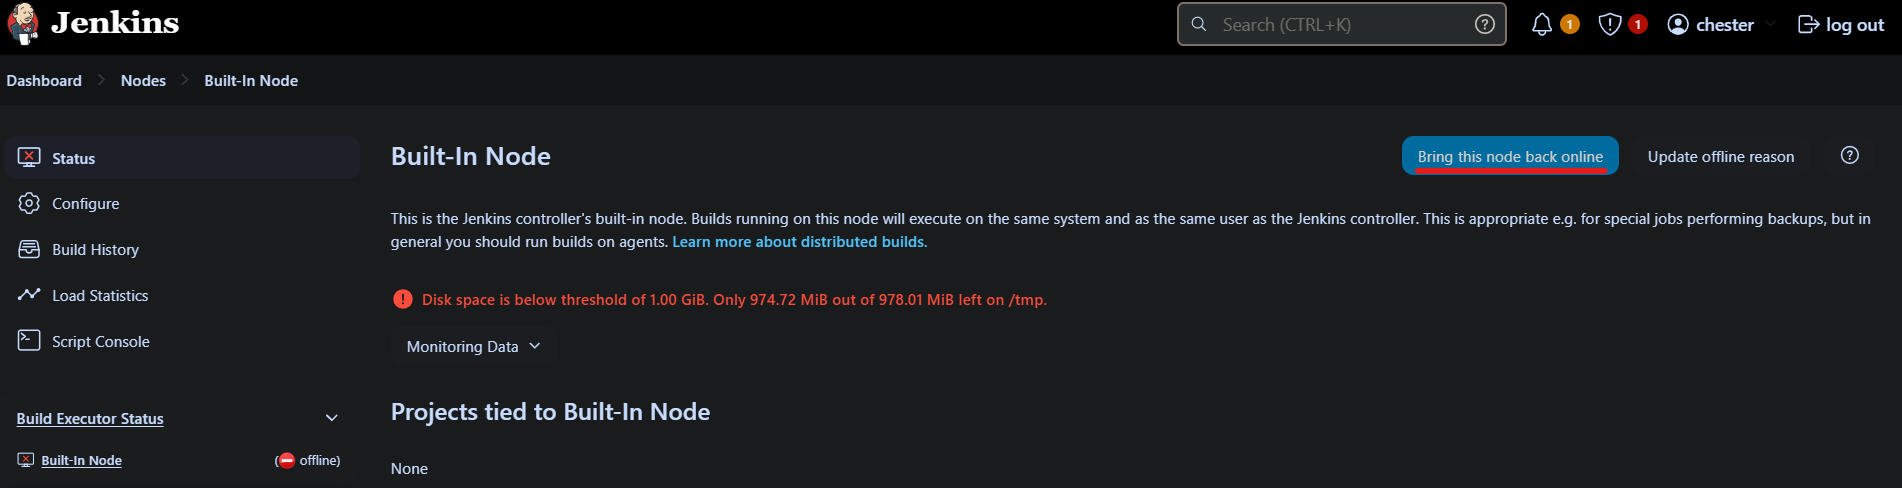 Jenkins
Search (CTRL+K)
?
1
1
chester
log out
Dashboard
Nodes
Built-In Node
Status
Configure
Build History
Load Statistics
Script Console
Build Executor Status
Built-In Node
(offline)
Built-In Node
Bring this node back online
Update offline reason
?
This is the Jenkins controller's built-in node. Builds running on this node will execute on the same system and as the same user as the Jenkins controller. This is appropriate e.g. for special jobs performing backups, but in
general you should run builds on agents. Learn more about distributed builds.
! Disk space is below threshold of 1.00 GiB. Only 974.72 MiB out of 978.01 MiB left on /tmp.
Monitoring Data
Projects tied to Built-In Node
None